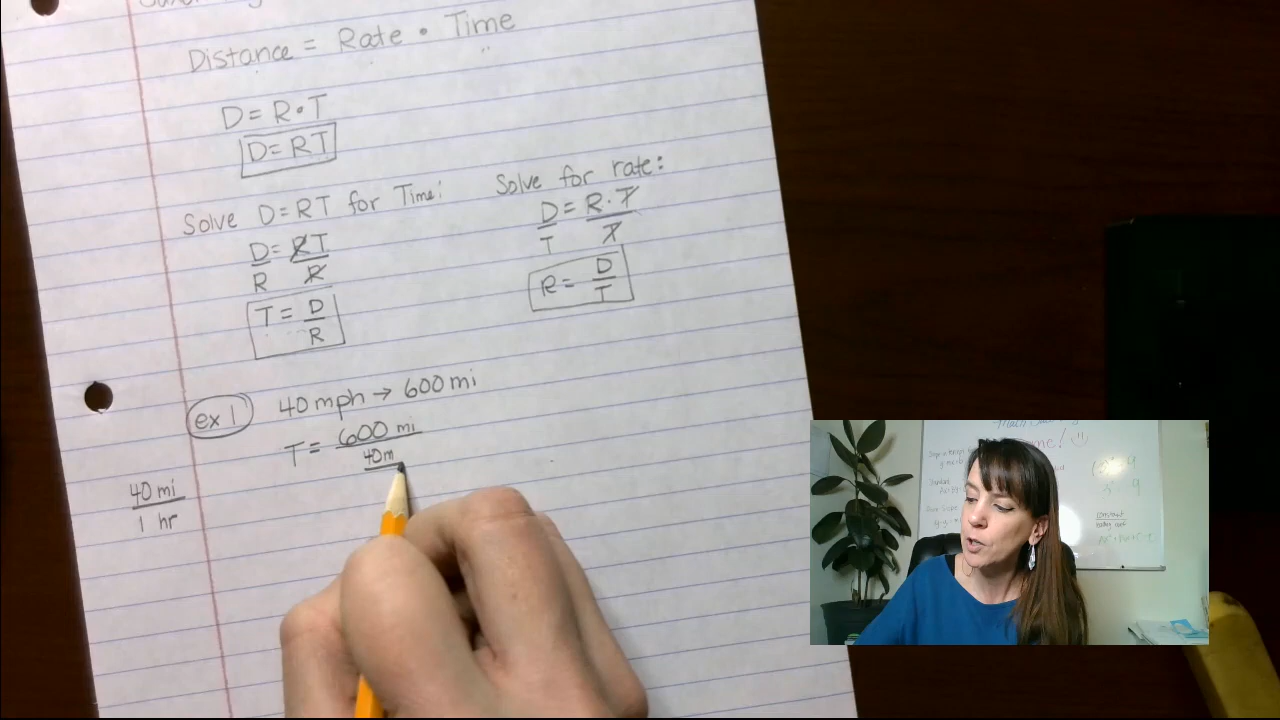 Distance = Rate • Time
D = R • T
D = RT
Solve D = RT for Time:
D = RT
R R
T = D
R
Solve for rate:
D = R • T
T T
R = D
T
ex 1 40 mph → 600 mi
T = 600 mi
40 m
40 mi
1 hr